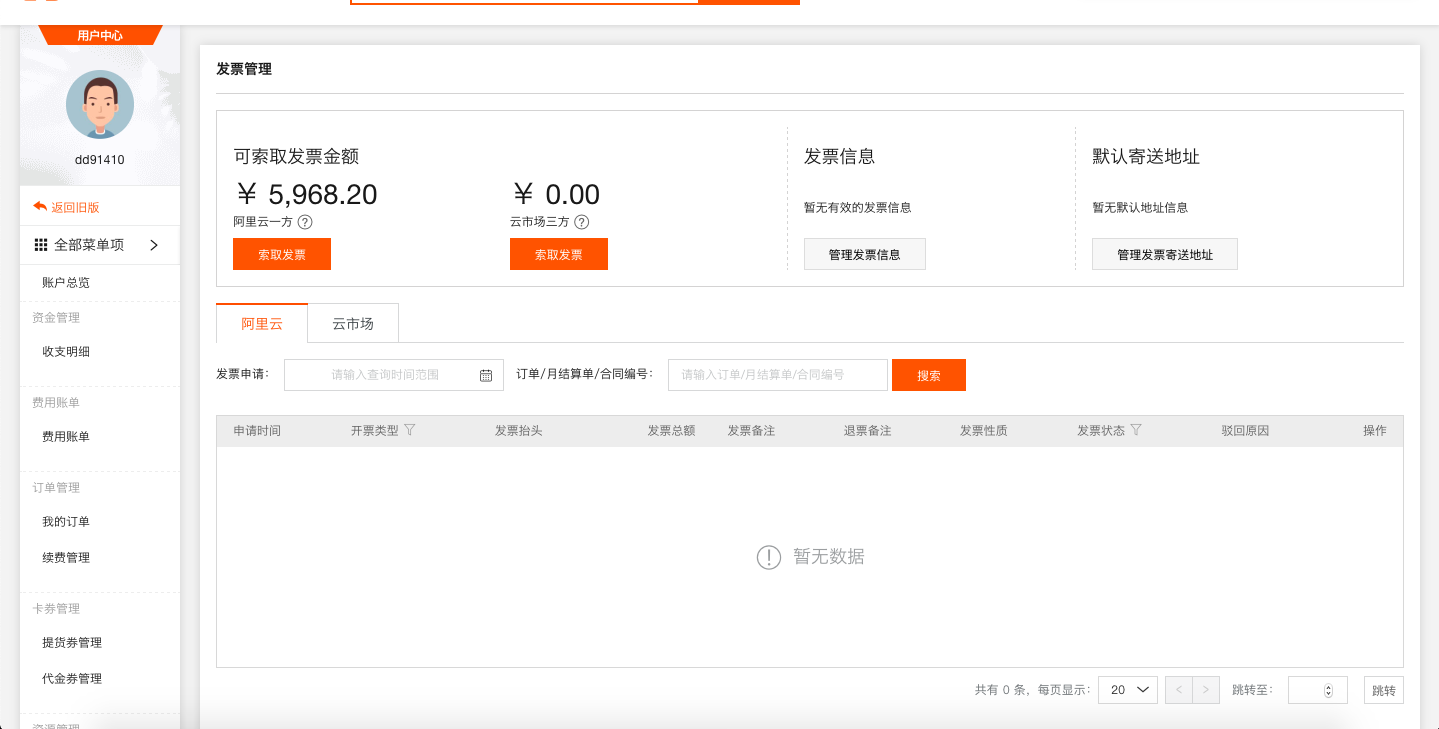 用户中心
dd91410
返回旧版
全部菜单项
账户总览
资金管理
收支明细
费用账单
费用账单
订单管理
我的订单
续费管理
卡券管理
提货券管理
代金券管理
资源管理
发票管理
可索取发票金额
¥ 5,968.20 ¥ 0.00
阿里云一方 ? 云市场三方 ?
索取发票 索取发票
发票信息
暂无有效的发票信息
管理发票信息
默认寄送地址
暂无默认地址信息
管理发票寄送地址
阿里云 云市场
发票申请: 请输入查询时间范围 订单/月结算单/合同编号: 请输入订单/月结算单/合同编号 搜索
申请时间 开票类型 发票抬头 发票总额 发票备注 退票备注 发票性质 发票状态 驳回原因 操作
暂无数据
共有 0 条, 每页显示: 20 < > 跳转至: 跳转